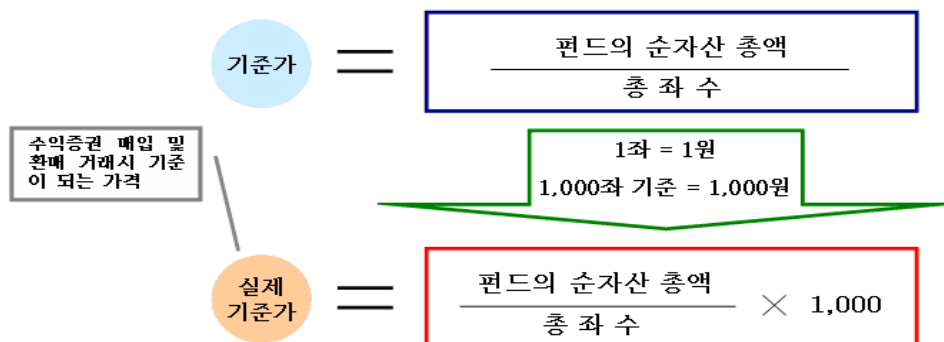 기준가
펀드의 순자산 총액
총 좌 수
수익증권 매입 및
환매 거래시 기준
이 되는 가격
1좌 = 1원
1,000좌 기준 = 1,000원
실제
기준가
펀드의 순자산 총액
총 좌 수
× 1,000